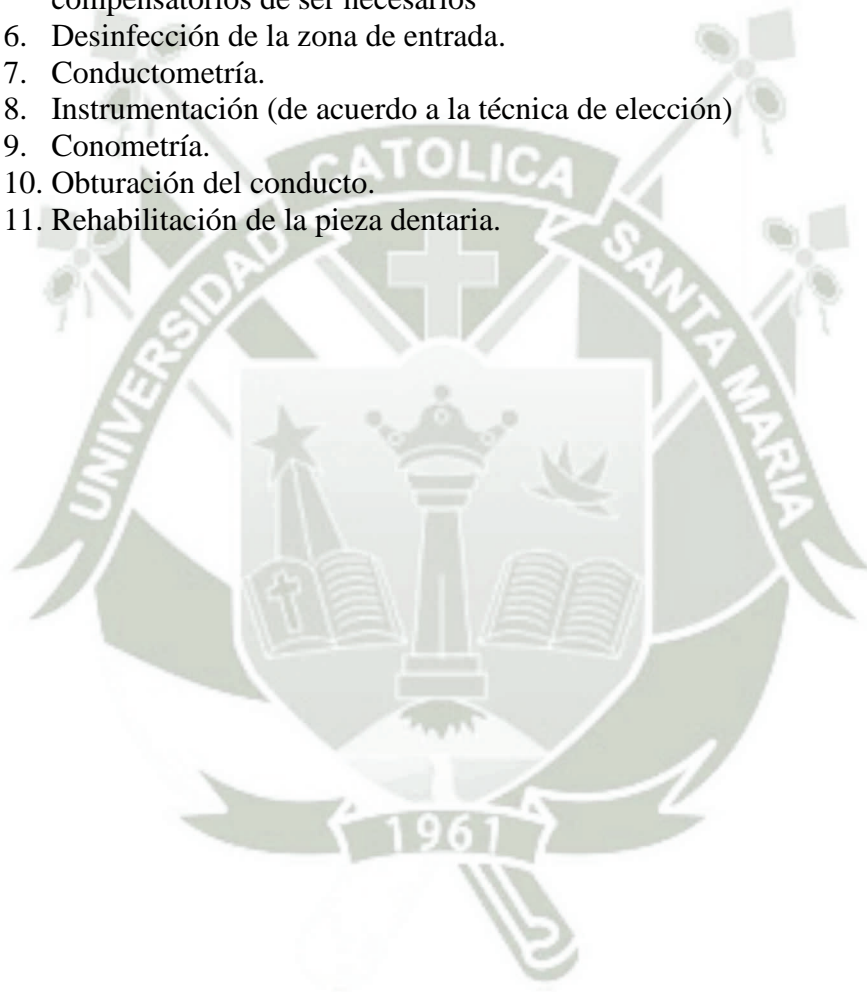 compensatorios de ser necesarios
6. Desinfección de la zona de entrada.
7. Conductometría.
8. Instrumentación (de acuerdo a la técnica de elección)
9. Conometría.
10. Obturación del conducto.
11. Rehabilitación de la pieza dentaria.
UNIVERSIDAD CATOLICA SANTA MARIA
1961